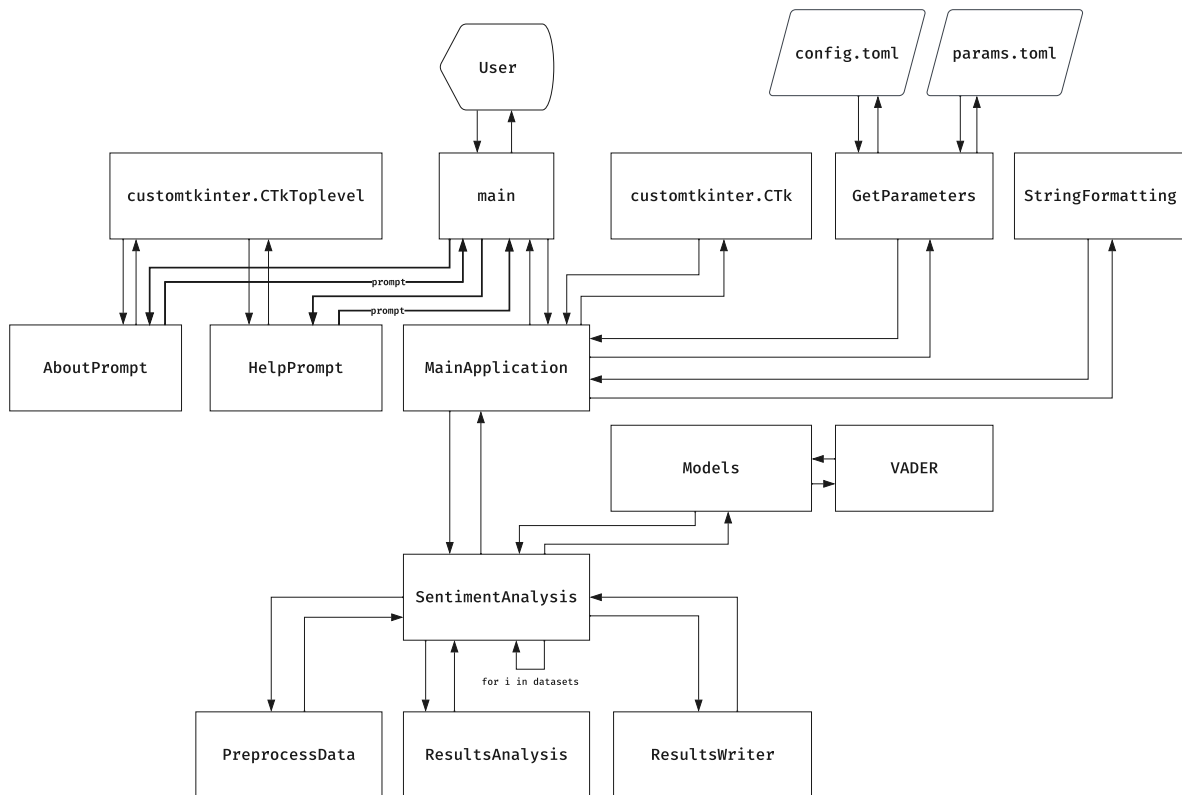 User
config.toml
params.toml
customtkinter.CTkToplevel
main
customtkinter.CTk
GetParameters
StringFormatting
prompt
prompt
AboutPrompt
HelpPrompt
MainApplication
Models
VADER
SentimentAnalysis
for i in datasets
PreprocessData
ResultsAnalysis
ResultsWriter